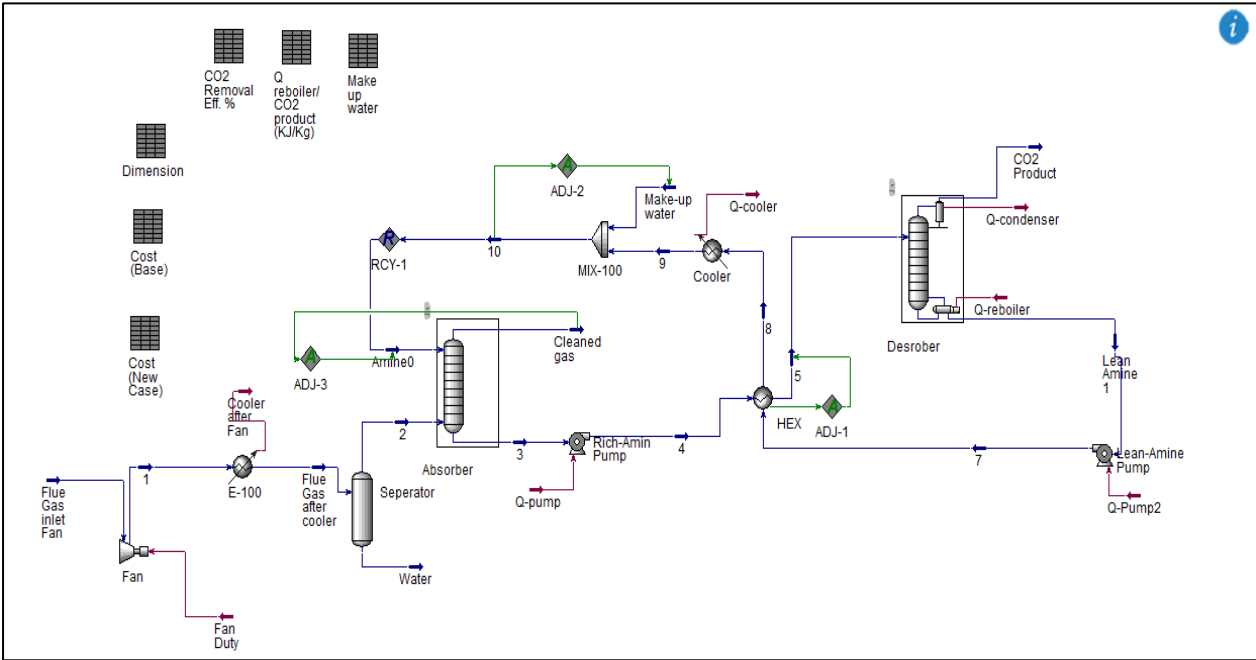 i
CO2
Removal
Eff. %
Q
reboiler/
CO2
product
(KJ/Kg)
Make
up
water
Dimension
Cost
(Base)
Cost
(New
Case)
A
ADJ-2
Make-up
water
Q-cooler
CO2
Product
Q-condenser
R
RCY-1
10
MIX-100
9
Cooler
8
5
Q-reboiler
Desrober
Lean
Amine
1
A
ADJ-3
Amine0
Cleaned
gas
A
ADJ-1
HEX
Cooler
after
Fan
2
Absorber
3
Rich-Amin
Pump
4
7
Lean-Amine
Pump
1
E-100
Flue
Gas
after
cooler
Seperator
Q-pump
Q-Pump2
Flue
Gas
inlet
Fan
Fan
Water
Fan
Duty